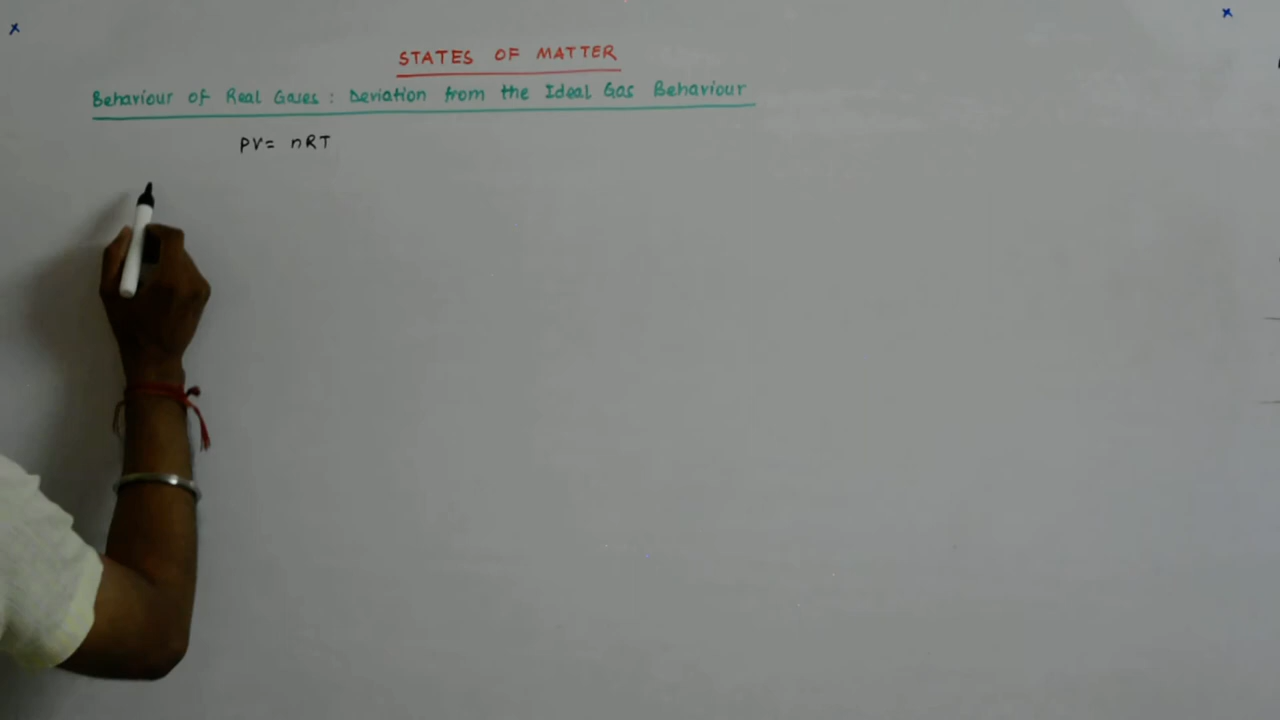 STATES OF MATTER
Behaviour of Real Gases : Deviation from the Ideal Gas Behaviour
PV= nRT